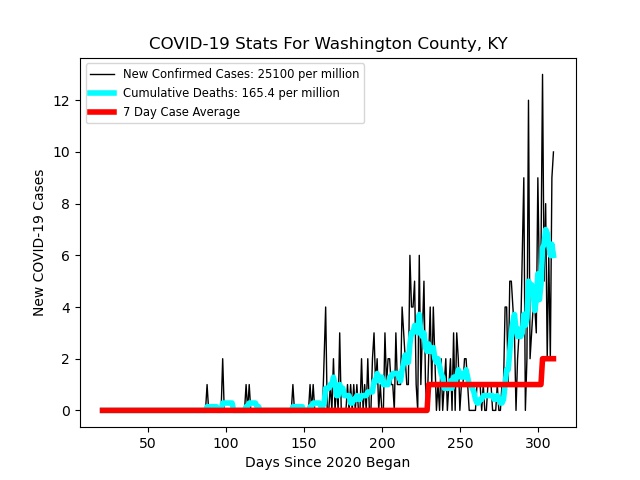 COVID-19 Stats For Washington County, KY
New Confirmed Cases: 25100 per million
Cumulative Deaths: 165.4 per million
7 Day Case Average
New COVID-19 Cases
12
10
8
6
4
2
0
50 100 150 200 250 300
Days Since 2020 Began